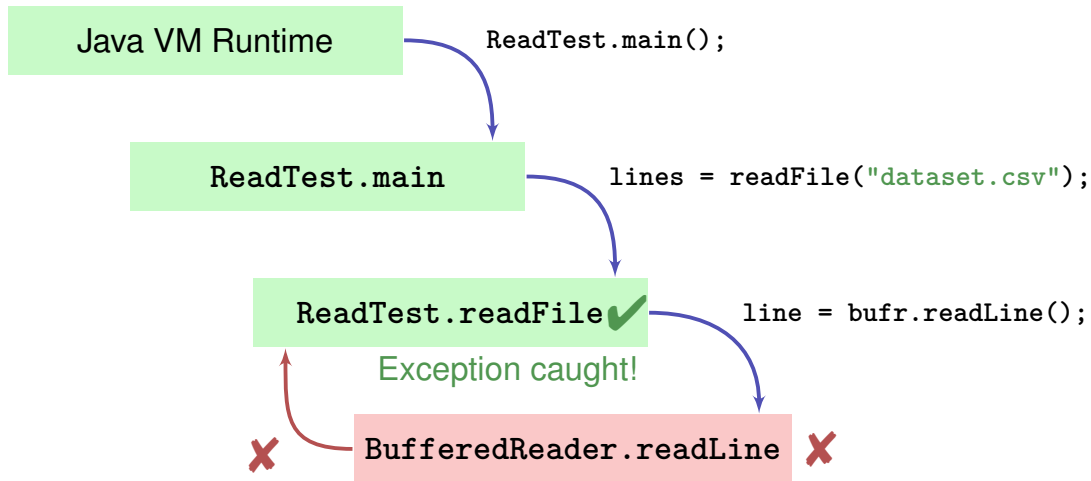 Java VM Runtime
ReadTest.main();
ReadTest.main
lines = readFile("dataset.csv");
ReadTest.readFile
line = bufr.readLine();
Exception caught!
BufferedReader.readLine